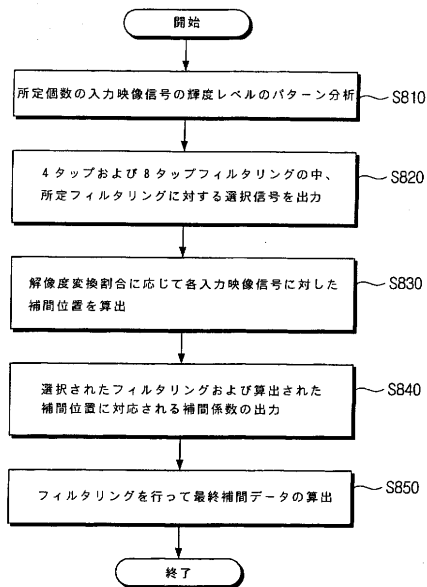 開始
所定個数の入力映像信号の輝度レベルのパターン分析
S810
4タップおよび8タップフィルタリングの中、
所定フィルタリングに対する選択信号を出力
S820
解像度変換割合に応じて各入力映像信号に対した
補間位置を算出
S830
選択されたフィルタリングおよび算出された
補間位置に対応される補間係数の出力
S840
フィルタリングを行って最終補間データの算出
S850
終了